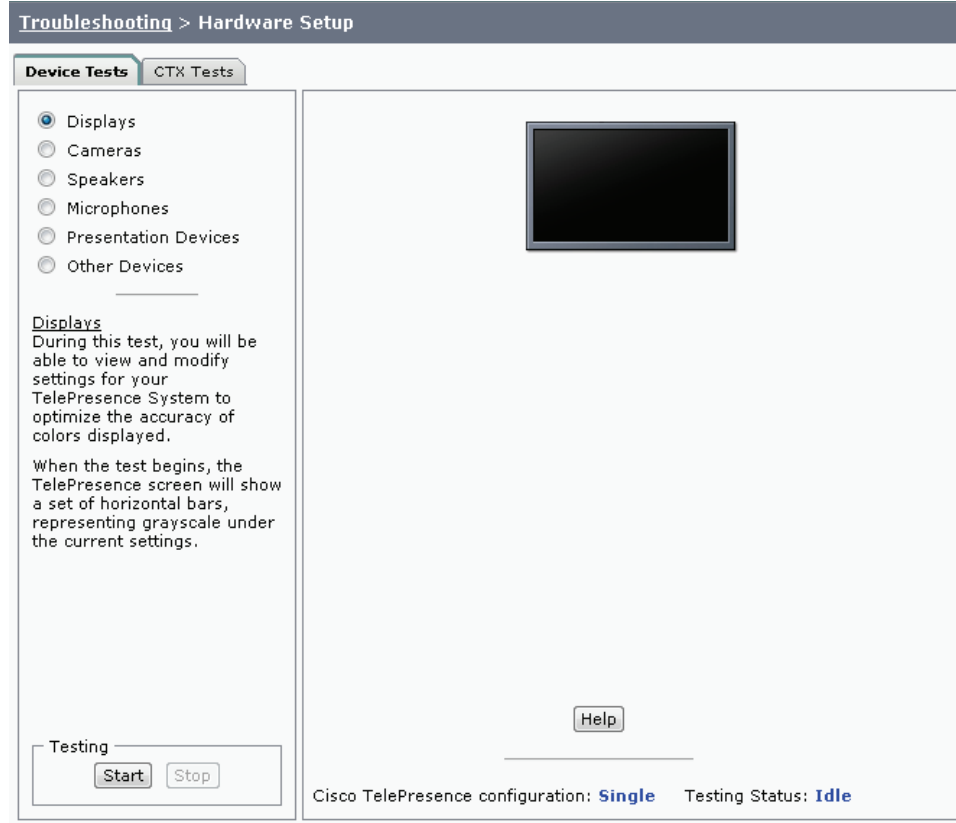 Troubleshooting > Hardware Setup
Device Tests
CTX Tests
Displays
Cameras
Speakers
Microphones
Presentation Devices
Other Devices
Displays
During this test, you will be
able to view and modify
settings for your
TelePresence System to
optimize the accuracy of
colors displayed.
When the test begins, the
TelePresence screen will show
a set of horizontal bars,
representing grayscale under
the current settings.
Testing
Start
Stop
Help
Cisco TelePresence configuration: Single
Testing Status: Idle